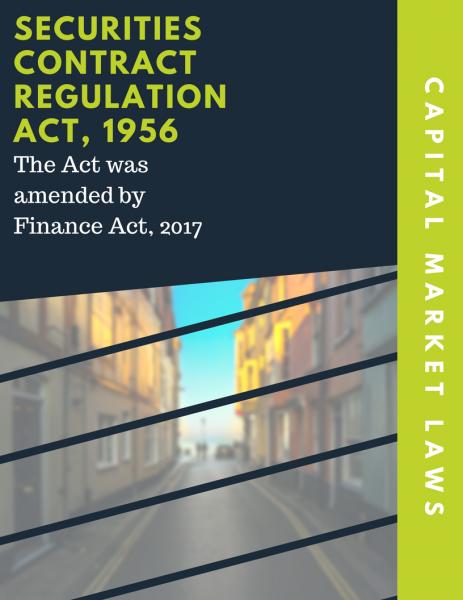 SECURITIES
CONTRACT
REGULATION
ACT, 1956
The Act was
amended by
Finance Act, 2017
CAPITAL MARKET LAWS